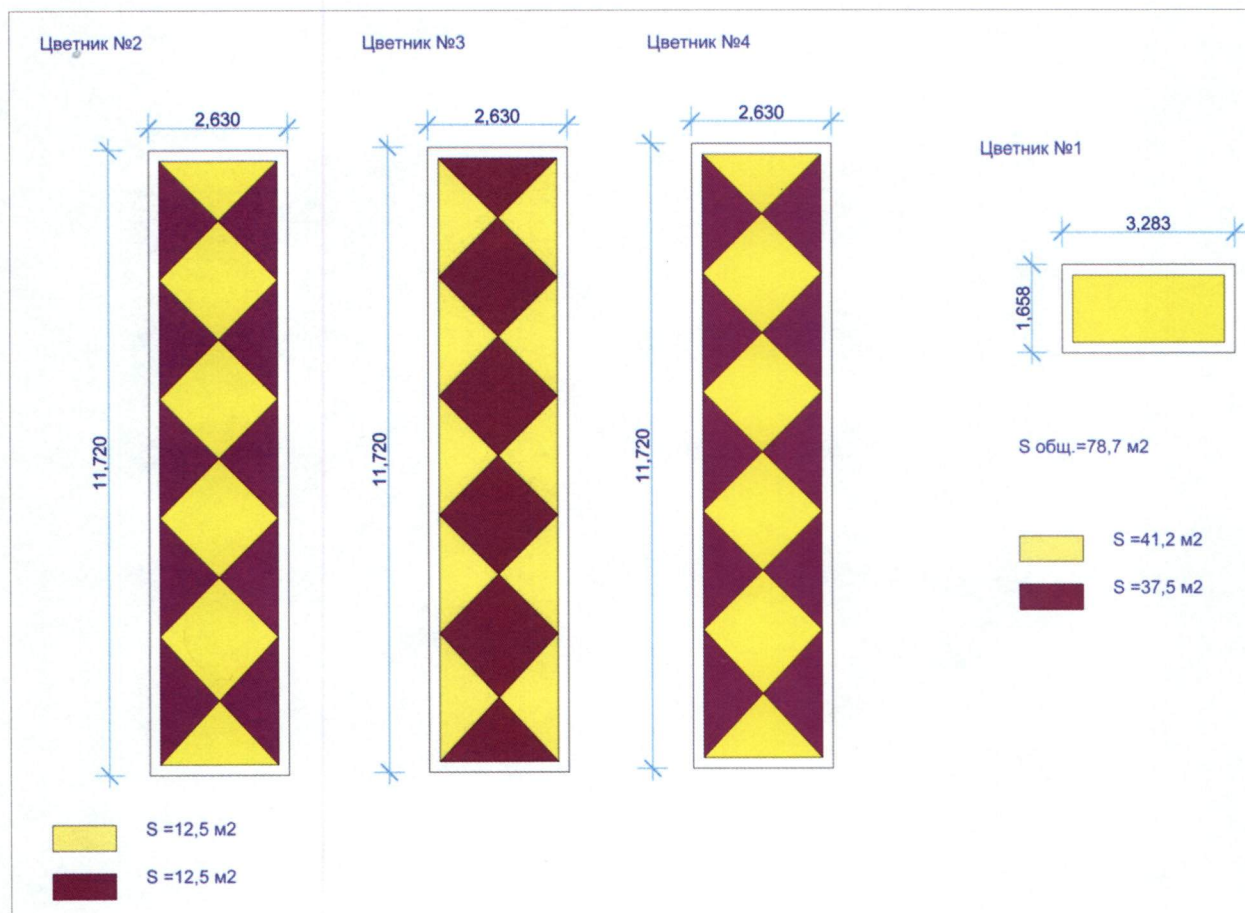 Цветник №2
Цветник №3
Цветник №4
2,630
2,630
2,630
Цветник №1
3,283
1,658
11,720
11,720
11,720
S общ.=78,7 м2
S =41,2 м2
S =37,5 м2
S =12,5 м2
S =12,5 м2